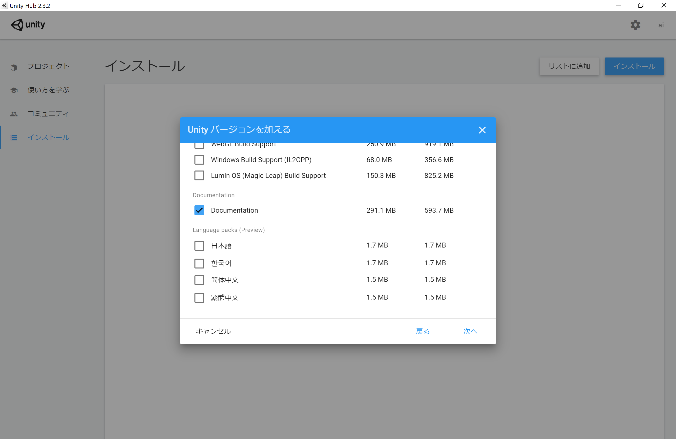 Unity Hub 2.3.2
unity
プロジェクト
使い方を学ぶ
コミュニティ
インストール
インストール
リストに追加
インストール
Unity バージョンを加える
WebGL Build Support
Windows Build Support (IL2CPP) 68.0 MB 356.6 MB
Lumin OS (Magic Leap) Build Support 150.3 MB 825.2 MB
Documentation
Documentation 291.1 MB 593.7 MB
Language packs (Preview)
日本語 1.7 MB 1.7 MB
한국어 1.7 MB 1.7 MB
简体中文 1.5 MB 1.5 MB
繁體中文 1.5 MB 1.5 MB
キャンセル
戻る
次へ